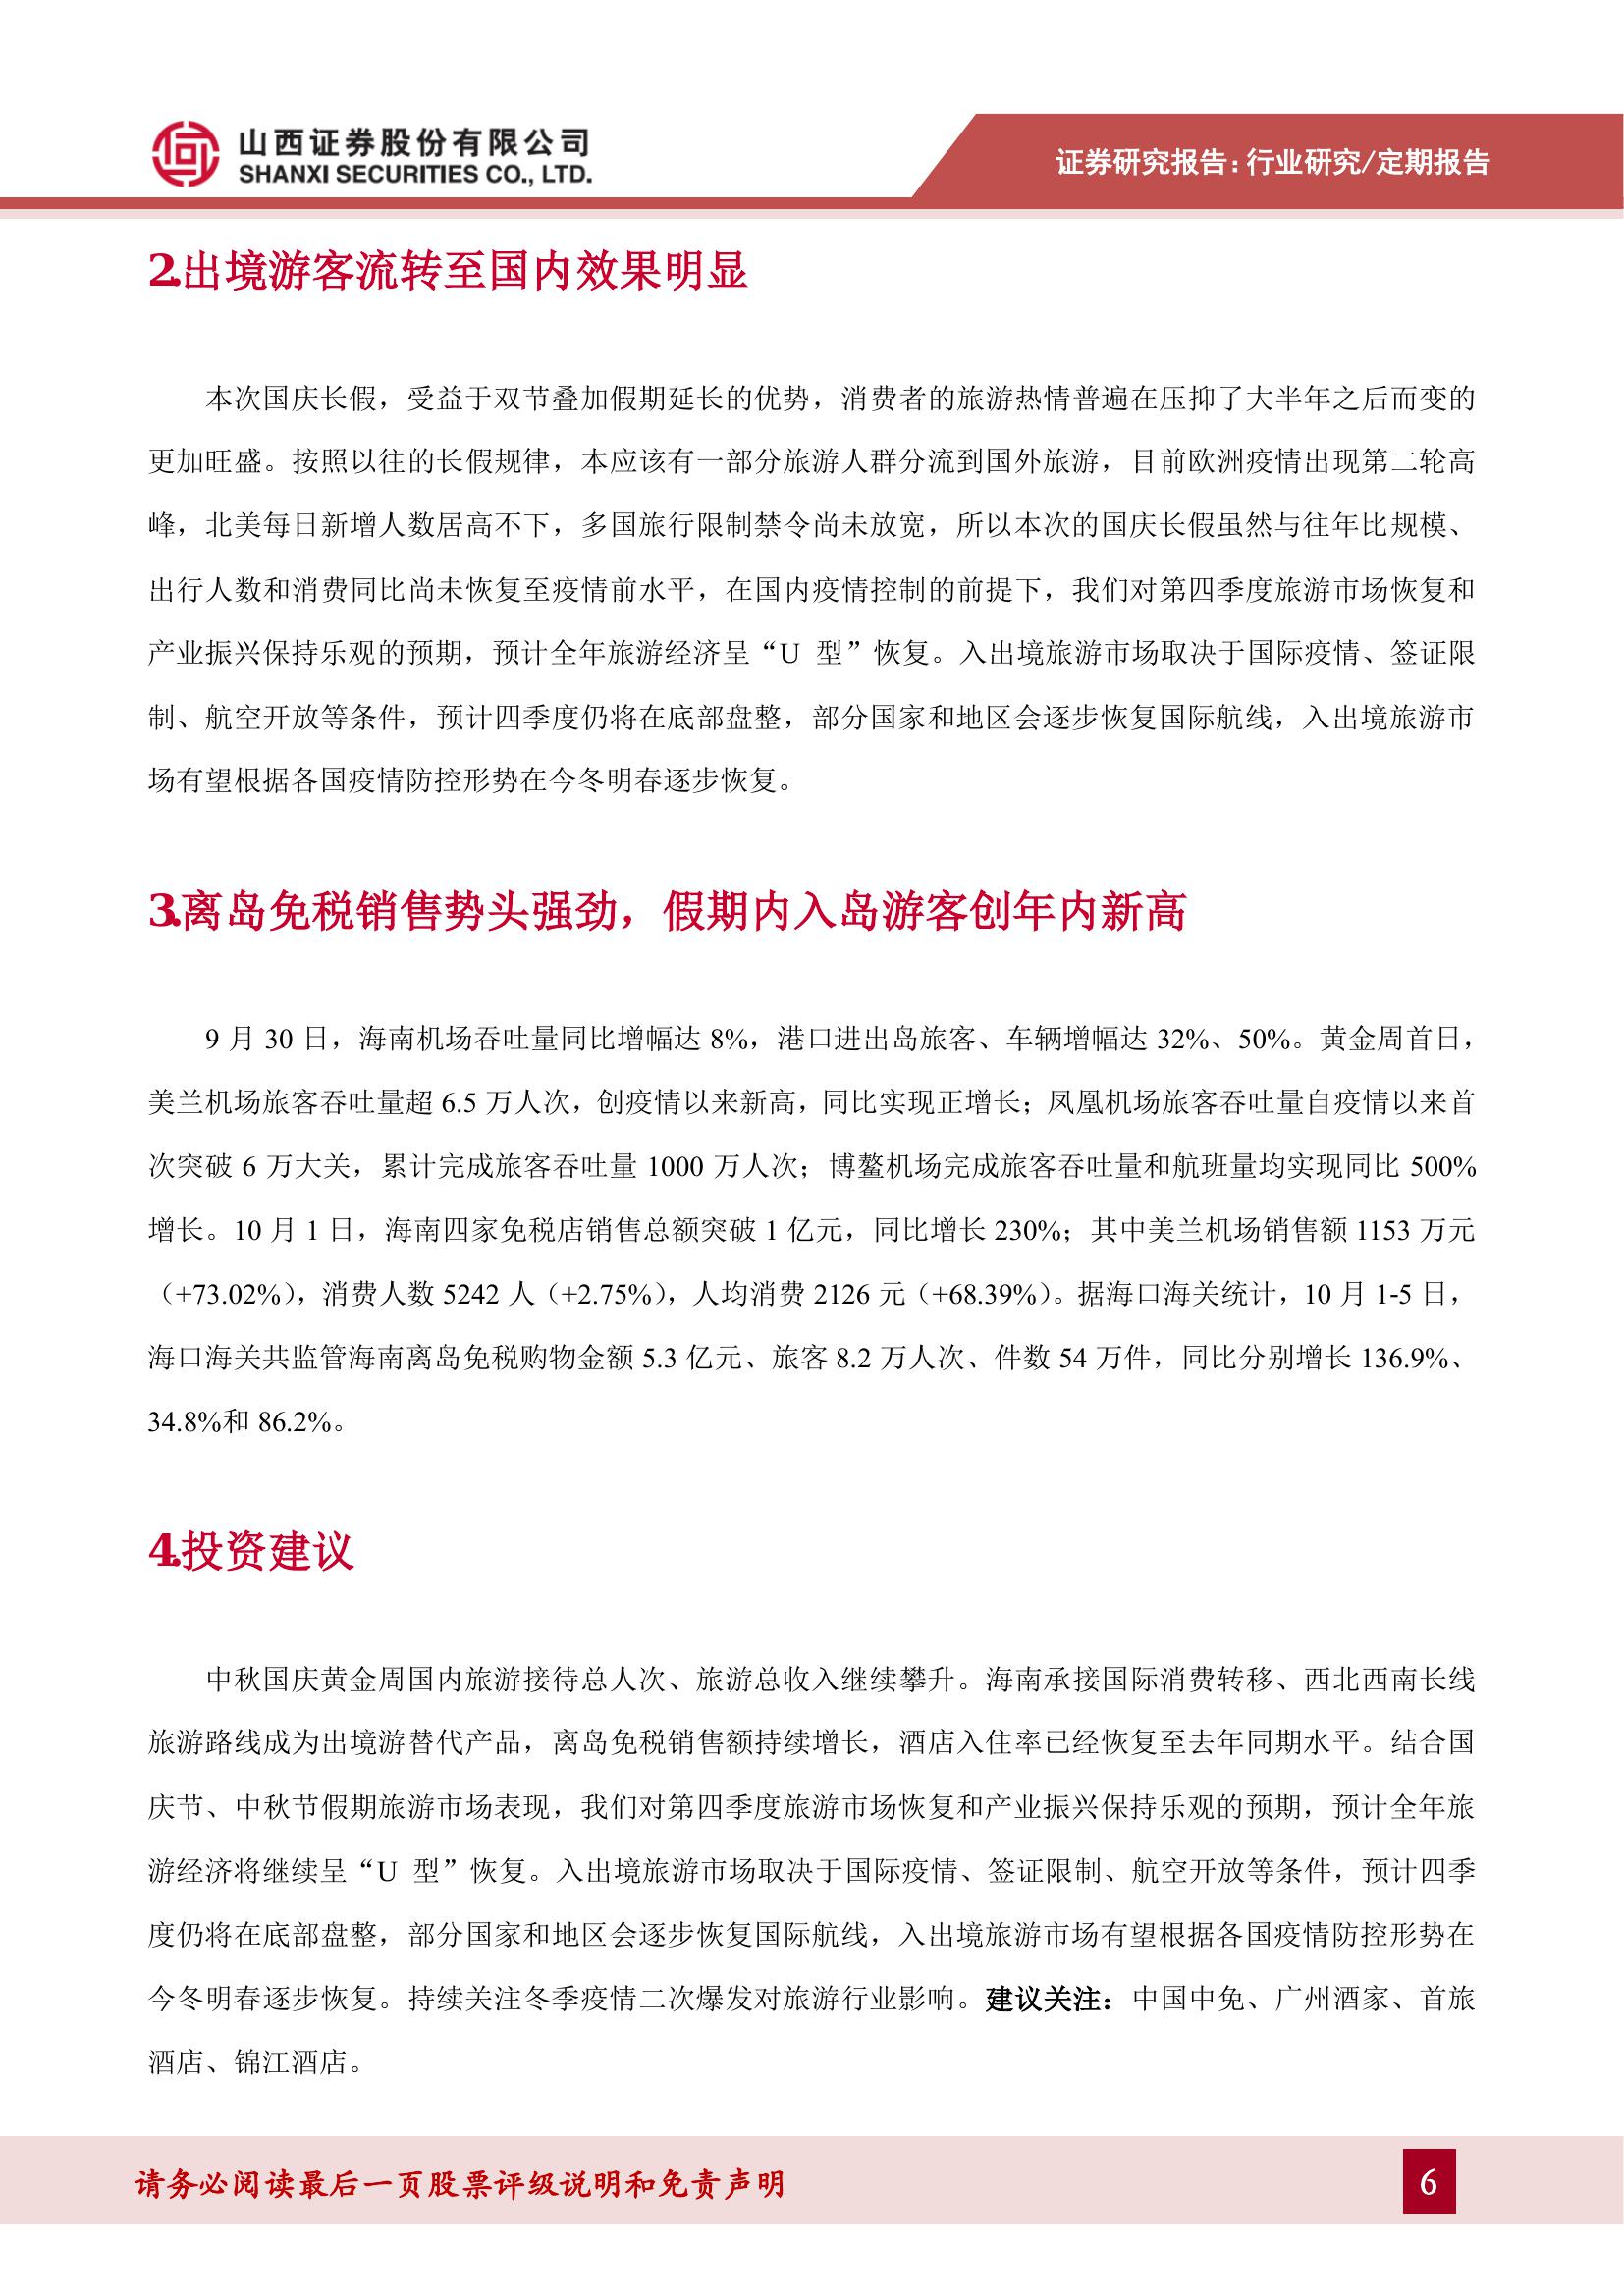 山西证券股份有限公司
SHANXI SECURITIES CO., LTD.
证券研究报告：行业研究/定期报告
2.出境游客流转至国内效果明显
本次国庆长假，受益于双节叠加假期延长的优势，消费者的旅游热情普遍在压抑了大半年之后而变的
更加旺盛。按照以往的长假规律，本应该有一部分旅游人群分流到国外旅游，目前欧洲疫情出现第二轮高
峰，北美每日新增人数居高不下，多国旅行限制禁令尚未放宽，所以本次的国庆长假虽然与往年比规模、
出行人数和消费同比尚未恢复至疫情前水平，在国内疫情控制的前提下，我们对第四季度旅游市场恢复和
产业振兴保持乐观的预期，预计全年旅游经济呈“U 型”恢复。入出境旅游市场取决于国际疫情、签证限
制、航空开放等条件，预计四季度仍将在底部盘整，部分国家和地区会逐步恢复国际航线，入出境旅游市
场有望根据各国疫情防控形势在今冬明春逐步恢复。
3.离岛免税销售势头强劲，假期内入岛游客创年内新高
9 月 30 日，海南机场吞吐量同比增幅达 8%，港口进出岛旅客、车辆增幅达 32%、50%。黄金周首日，
美兰机场旅客吞吐量超 6.5 万人次，创疫情以来新高，同比实现正增长；凤凰机场旅客吞吐量自疫情以来首
次突破 6 万大关，累计完成旅客吞吐量 1000 万人次；博鳌机场完成旅客吞吐量和航班量均实现同比 500%
增长。10 月 1 日，海南四家免税店销售总额突破 1 亿元，同比增长 230%；其中美兰机场销售额 1153 万元
（+73.02%），消费人数 5242 人（+2.75%），人均消费 2126 元（+68.39%）。据海口海关统计，10 月 1-5 日，
海口海关共监管海南离岛免税购物金额 5.3 亿元、旅客 8.2 万人次、件数 54 万件，同比分别增长 136.9%、
34.8%和 86.2%。
4.投资建议
中秋国庆黄金周国内旅游接待总人次、旅游总收入继续攀升。海南承接国际消费转移、西北西南长线
旅游路线成为出境游替代产品，离岛免税销售额持续增长，酒店入住率已经恢复至去年同期水平。结合国
庆节、中秋节假期旅游市场表现，我们对第四季度旅游市场恢复和产业振兴保持乐观的预期，预计全年旅
游经济将继续呈“U 型”恢复。入出境旅游市场取决于国际疫情、签证限制、航空开放等条件，预计四季
度仍将在底部盘整，部分国家和地区会逐步恢复国际航线，入出境旅游市场有望根据各国疫情防控形势在
今冬明春逐步恢复。持续关注冬季疫情二次爆发对旅游行业影响。建议关注：中国中免、广州酒家、首旅
酒店、锦江酒店。
请务必阅读最后一页股票评级说明和免责声明
6